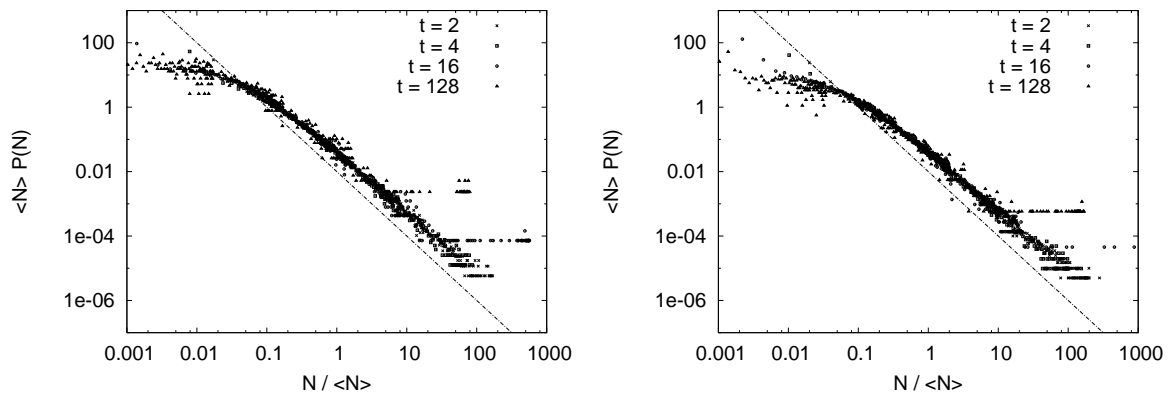 100
1
0.01
1e-04
1e-06
<N> P(N)
t = 2
t = 4
t = 16
t = 128
0.001 0.01 0.1 1 10 100 1000
N / <N>
100
1
0.01
1e-04
1e-06
<N> P(N)
t = 2
t = 4
t = 16
t = 128
0.001 0.01 0.1 1 10 100 1000
N / <N>